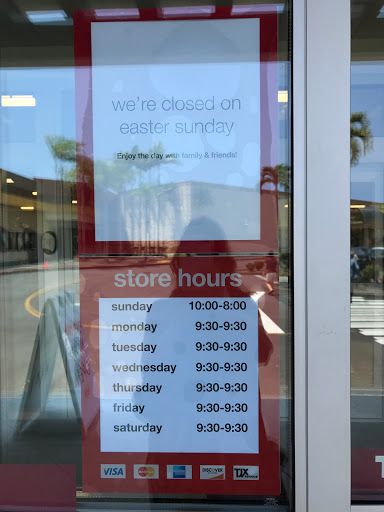 we're closed on
easter sunday
Enjoy the day with family & friends!
store hours
sunday 10:00-8:00
monday 9:30-9:30
tuesday 9:30-9:30
wednesday 9:30-9:30
thursday 9:30-9:30
friday 9:30-9:30
saturday 9:30-9:30
VISA MasterCard DISCOVER TJX